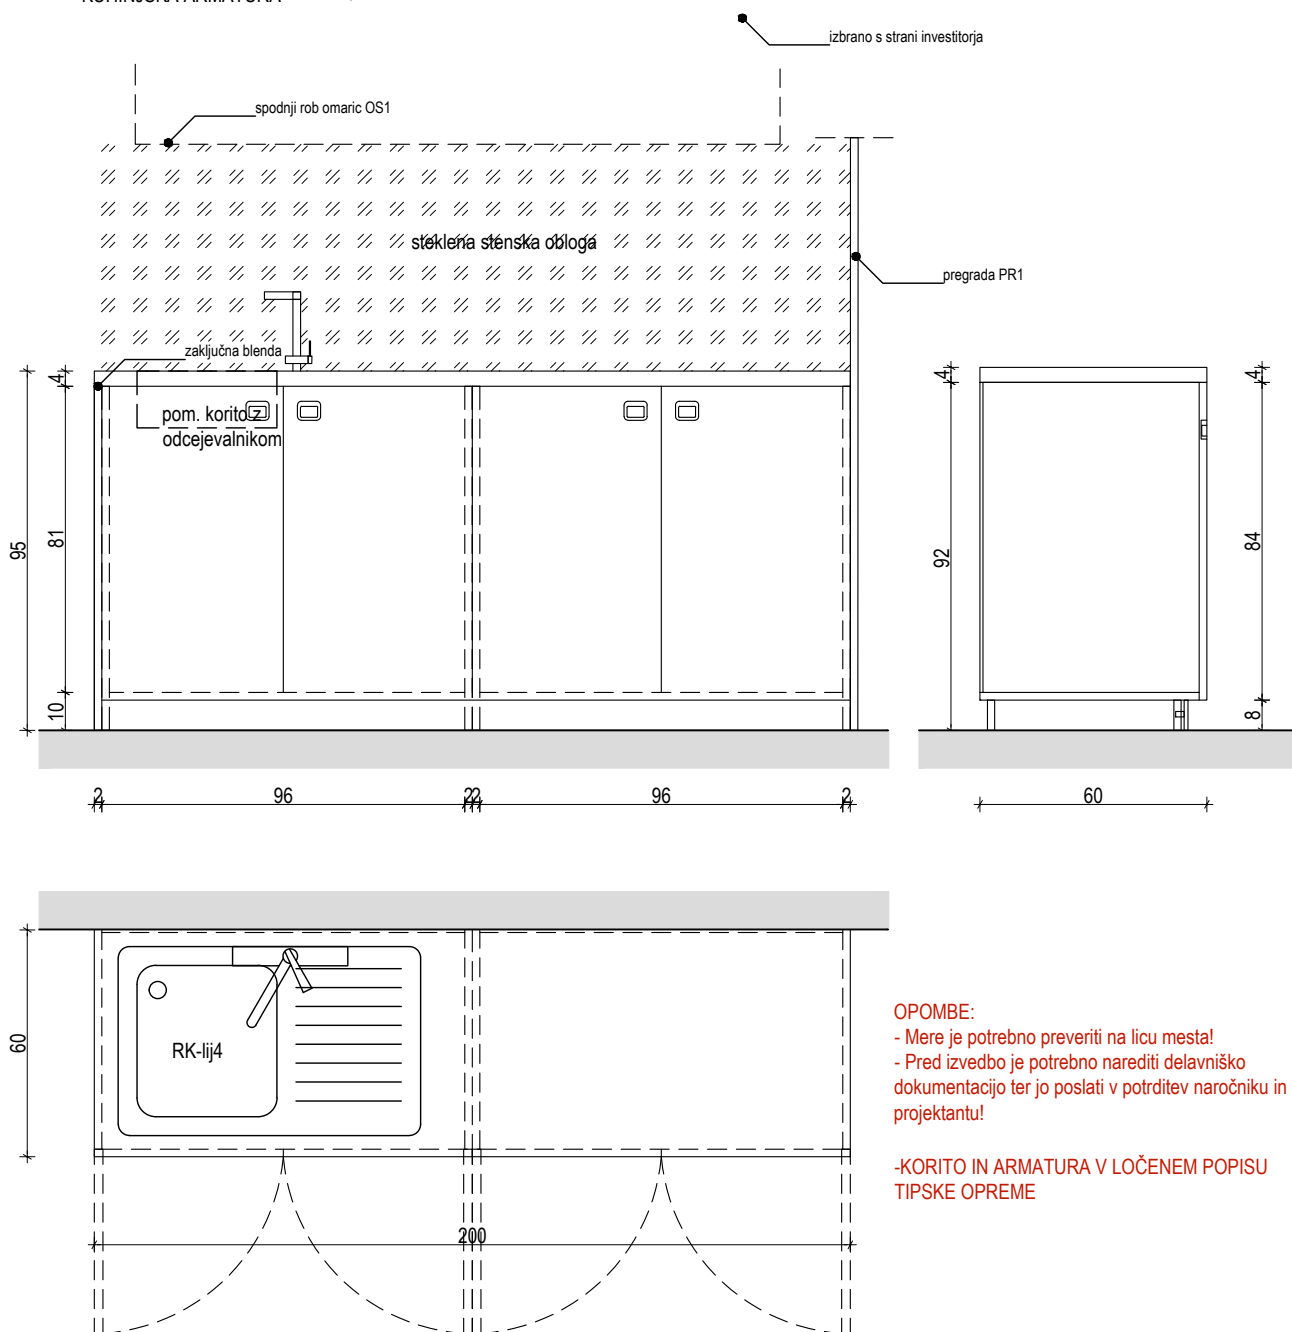 KUHINJSKA ARMATURA
izbrano s strani investitorja
spodnji rob omaric OS1
steklena stenska obloga
pregrada PR1
zaključna blenda
pom. korito z
odcejevalnikom
4
81
95
10
4
92
4
84
8
2
96
2
2
96
2
60
60
RK-lij4
200
OPOMBE:
- Mere je potrebno preveriti na licu mesta!
- Pred izvedbo je potrebno narediti delavniško
dokumentacijo ter jo poslati v potrditev naročniku in
projektantu!
-KORITO IN ARMATURA V LOČENEM POPISU
TIPSKE OPREME